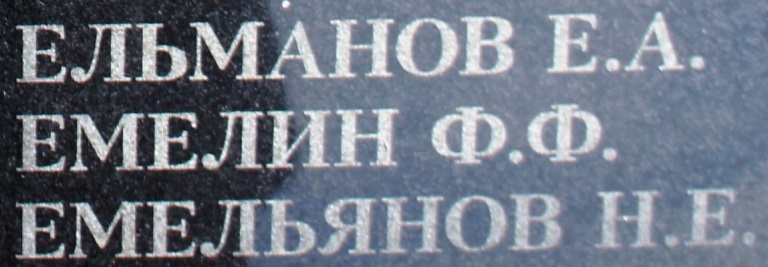 ЕЛЬМАНОВ Е.А.
ЕМЕЛИН Ф.Ф.
ЕМЕЛЬЯНОВ Н.Е.